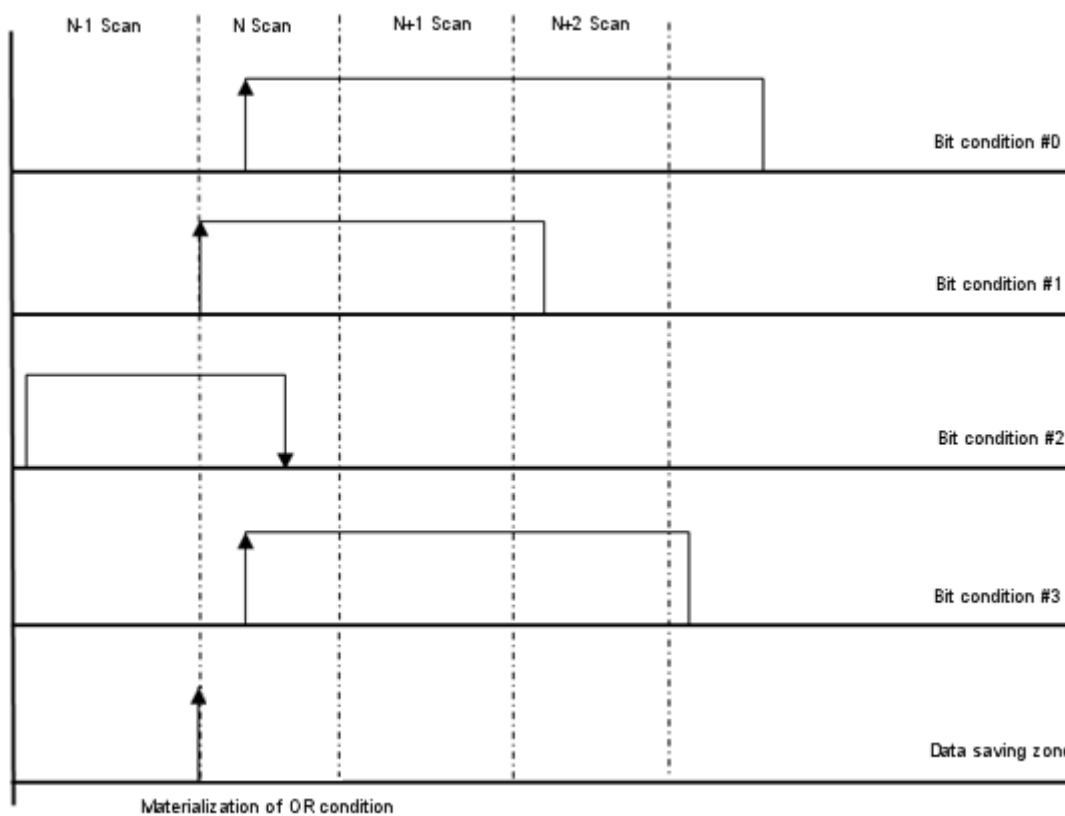 N-1 Scan N Scan N+1 Scan N+2 Scan
Bit condition #0
Bit condition #1
Bit condition #2
Bit condition #3
Data saving zone
Materialization of OR condition